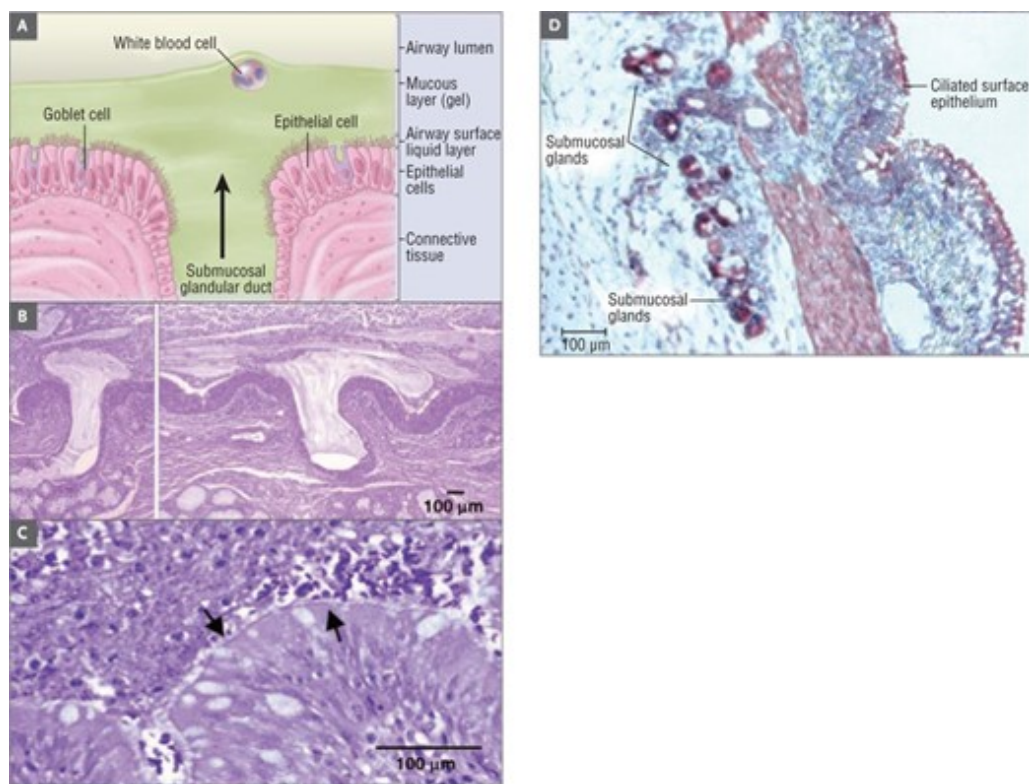 A
White blood cell
Goblet cell
Epithelial cell
Submucosal
glandular duct
Airway lumen
Mucous
layer (gel)
Airway surface
liquid layer
Epithelial
cells
Connective
tissue
B
100 μm
C
100 μm
D
Ciliated surface
epithelium
Submucosal
glands
Submucosal
glands
100 μm